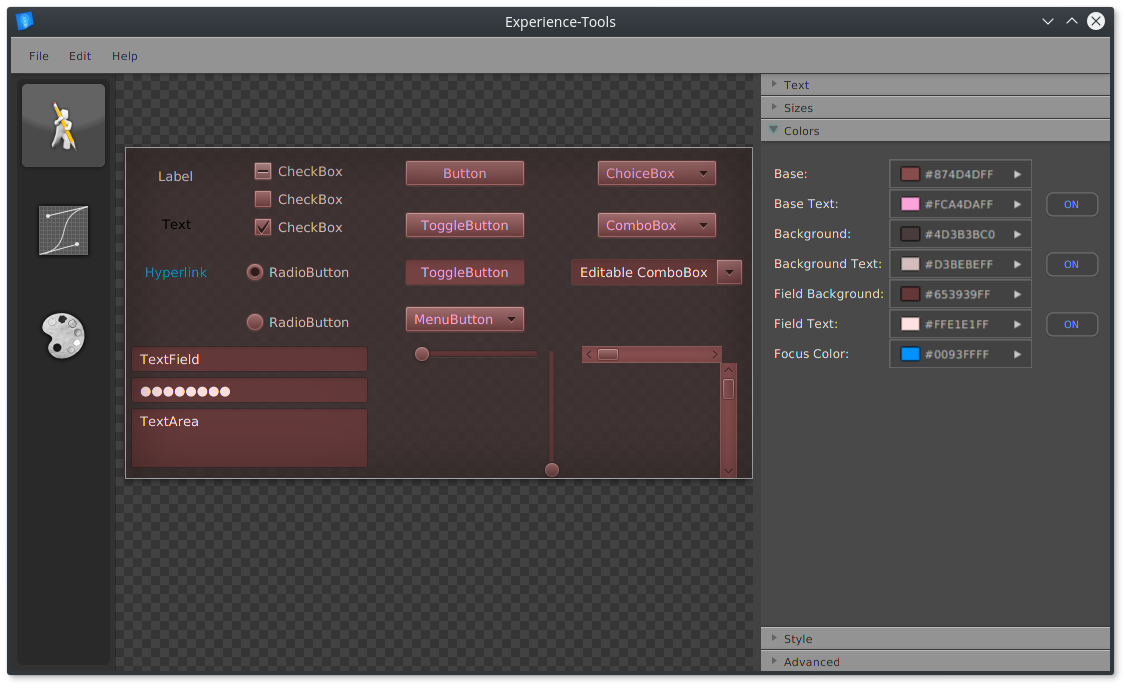 Experience-Tools
File Edit Help
Label
CheckBox
CheckBox
CheckBox
Text
Hyperlink
RadioButton
RadioButton
Button
ToggleButton
ToggleButton
MenuButton
ChoiceBox
ComboBox
Editable ComboBox
TextField
TextArea
Text
Sizes
Colors
Base: #874D4DFF
Base Text: #FCA4DAFF ON
Background: #4D3B3BC0
Background Text: #D3BEBEFF ON
Field Background: #653939FF
Field Text: #FFE1E1FF ON
Focus Color: #0093FFFF
Style
Advanced